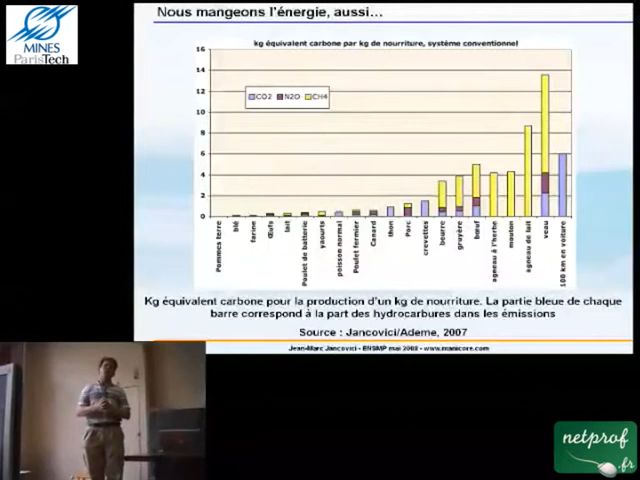 MINES
ParisTech
Nous mangeons l'énergie, aussi...
kg équivalent carbone par kg de nourriture, système conventionnel
16
14
12
10
8
6
4
2
0
CO2 N2O CH4
Pommes terre
blé
farine
Œufs
lait
Poulet de batterie
yaourts
poisson normal
Poulet fermier
Canard
thon
Porc
crevettes
beurre
gruyère
bœuf
agneau à l'herbe
mouton
agneau de lait
veau
100 km en voiture
Kg équivalent carbone pour la production d'un kg de nourriture. La partie bleue de chaque
barre correspond à la part des hydrocarbures dans les émissions
Source : Jancovici/Ademe, 2007
Jean-Marc Jancovici - ENSMP mai 2008 - www.manicore.com
netprof
.fr